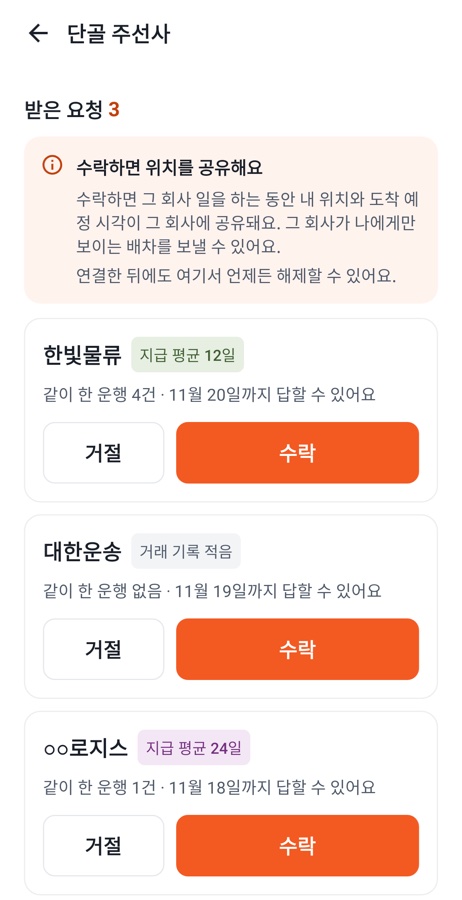 단골 주선사
받은 요청 3
수락하면 위치를 공유해요
수락하면 그 회사 일을 하는 동안 내 위치와 도착 예
정 시각이 그 회사에 공유돼요. 그 회사가 나에게만
보이는 배차를 보낼 수 있어요.
연결한 뒤에도 여기서 언제든 해제할 수 있어요.
한빛물류 지급 평균 12일
같이 한 운행 4건 · 11월 20일까지 답할 수 있어요
거절 수락
대한운송 거래 기록 적음
같이 한 운행 없음 · 11월 19일까지 답할 수 있어요
거절 수락
○○로지스 지급 평균 24일
같이 한 운행 1건 · 11월 18일까지 답할 수 있어요
거절 수락